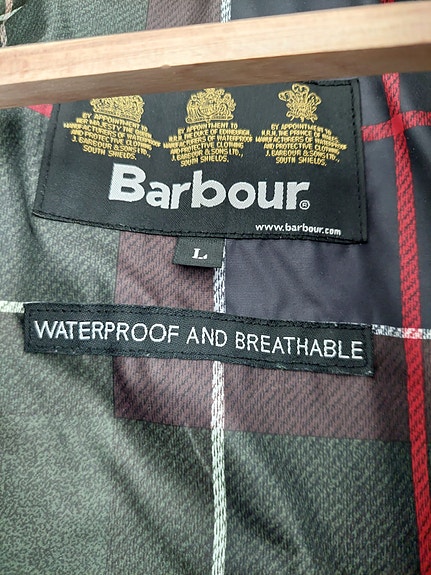 BY APPOINTMENT TO
HER MAJESTY THE QUEEN
MANUFACTURERS OF WATERPROOF
AND PROTECTIVE CLOTHING
J. BARBOUR & SONS LTD.,
SOUTH SHIELDS.
BY APPOINTMENT TO
H.R.H. THE DUKE OF EDINBURGH
MANUFACTURERS OF WATERPROOF
AND PROTECTIVE CLOTHING
J. BARBOUR & SONS LTD.,
SOUTH SHIELDS.
BY APPOINTMENT TO
H.R.H. THE PRINCE OF WALES
MANUFACTURERS OF WATERPROOF
AND PROTECTIVE CLOTHING
J. BARBOUR & SONS LTD.,
SOUTH SHIELDS.
Barbour®
www.barbour.com
L
WATERPROOF AND BREATHABLE